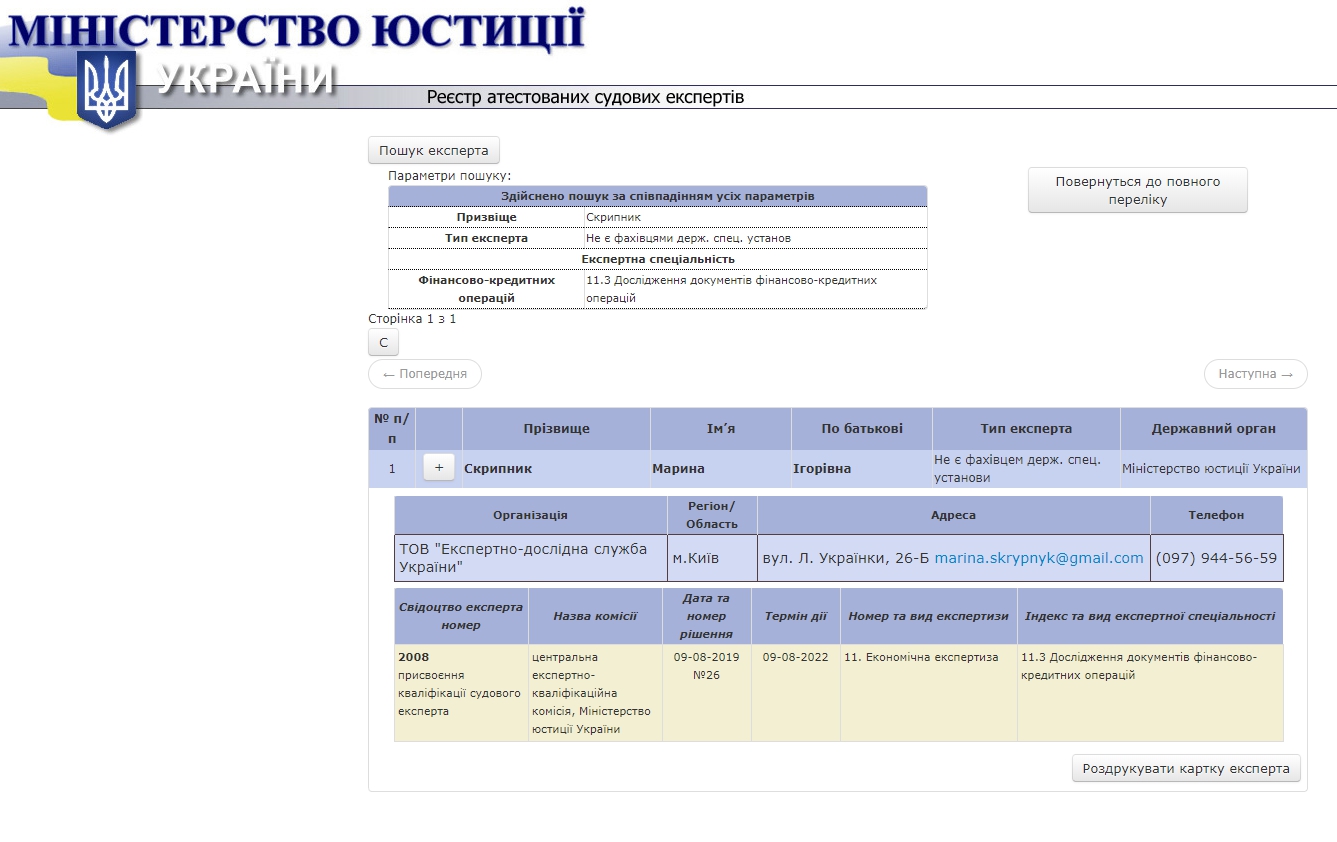 МІНІСТЕРСТВО ЮСТИЦІЇ
УКРАЇНИ
Реєстр атестованих судових експертів
Пошук експерта
Параметри пошуку:
Повернуться до повного
переліку
Здійснено пошук за співпадінням усіх параметрів
Призвіще Скрипник
Тип експерта Не є фахівцями держ. спец. установ
Експертна спеціальність
Фінансово-кредитних 11.3 Дослідження документів фінансово-кредитних
операцій операцій
Сторінка 1 з 1
С
← Попередня Наступна →
№ п/
п
Прізвище Ім’я По батькові Тип експерта Державний орган
1 + Скрипник Марина Ігорівна Не є фахівцем держ. спец. Міністерство юстиції України
установи
Організація Регіон/ Адреса Телефон
Область
ТОВ "Експертно-дослідна служба м.Київ вул. Л. Українки, 26-Б marina.skrypnyk@gmail.com (097) 944-56-59
України"
Свідоцтво експерта
номер
Назва комісії
Дата та
номер
рішення
Термін дії
Номер та вид експертизи
Індекс та вид експертної спеціальності
2008
присвоєння
кваліфікації судового
експерта
центральна
експертно-
кваліфікаційна
комісія, Міністерство
юстиції України
09-08-2019
№26
09-08-2022
11. Економічна експертиза
11.3 Дослідження документів фінансово-
кредитних операцій
Роздрукувати картку експерта